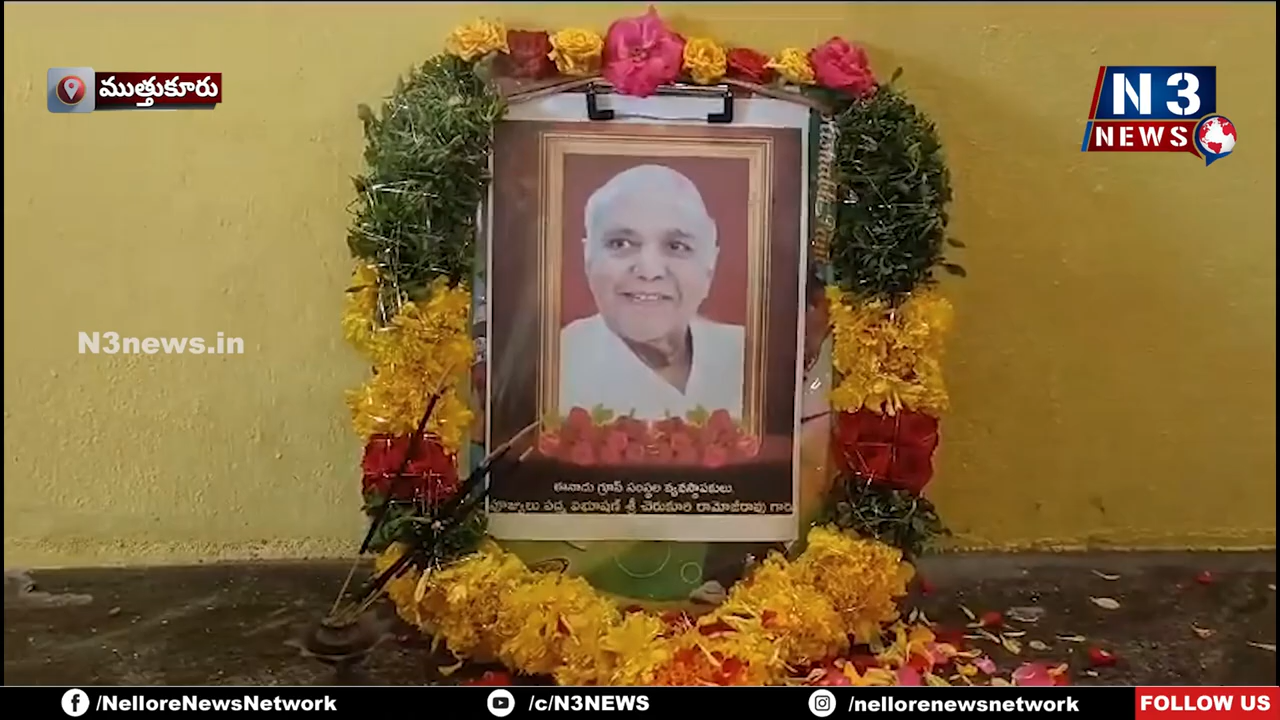 ముత్తుకూరు
N3
NEWS
N3news.in
ఈనాడు గ్రూప్ సంస్థల వ్యవస్థాపకులు,
పూజ్యులు పద్మ విభూషణ్ శ్రీ చెరుకూరి రామోజీరావు గారి
/NelloreNewsNetwork
/c/N3NEWS
/nellorenewsnetwork
FOLLOW US